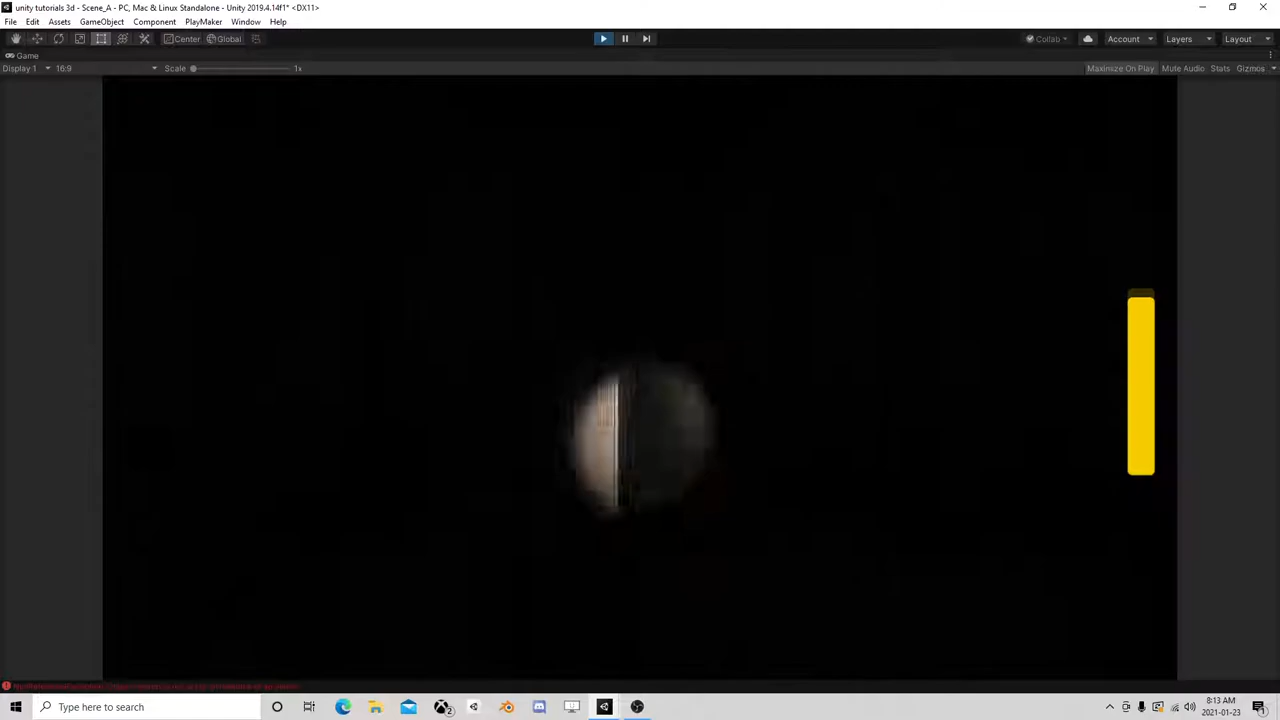 unity tutorials 3d - Scene_A - PC, Mac & Linux Standalone - Unity 2019.4.14f1* <DX11>
File Edit Assets GameObject Component PlayMaker Window Help
Center Global Collab Account Layers Layout
Game
Display 1 16:9 Scale 1x Maximize On Play Mute Audio Stats Gizmos
Type here to search
8:13 AM
2021-01-23